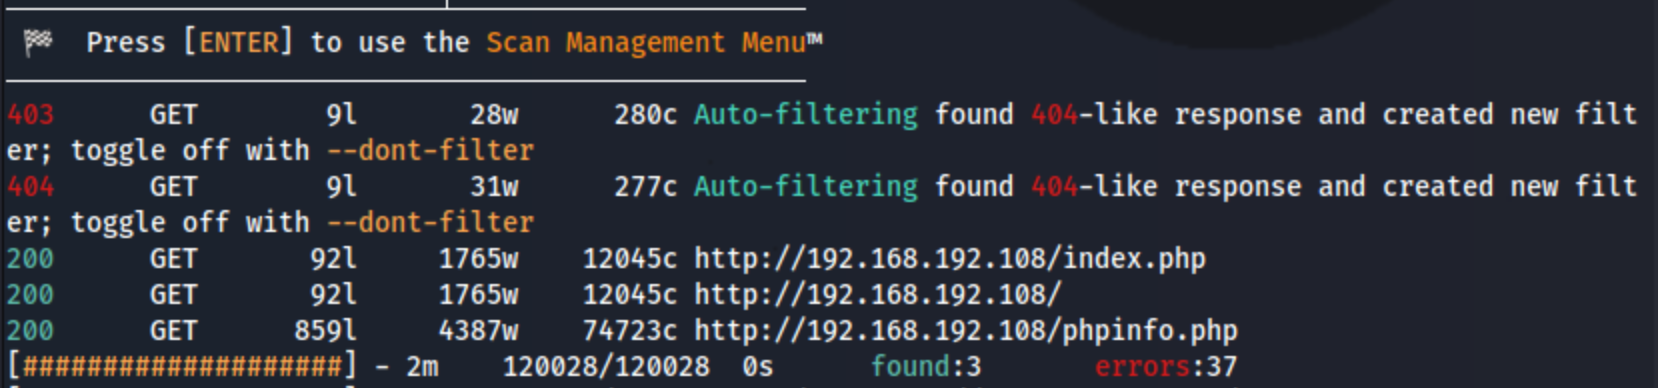 🏁  Press [ENTER] to use the Scan Management Menu™
403      GET        9l       28w      280c Auto-filtering found 404-like response and created new filt
er; toggle off with --dont-filter
404      GET        9l       31w      277c Auto-filtering found 404-like response and created new filt
er; toggle off with --dont-filter
200      GET       92l     1765w    12045c http://192.168.192.108/index.php
200      GET       92l     1765w    12045c http://192.168.192.108/
200      GET      859l     4387w    74723c http://192.168.192.108/phpinfo.php
[####################] - 2m    120028/120028  0s      found:3       errors:37